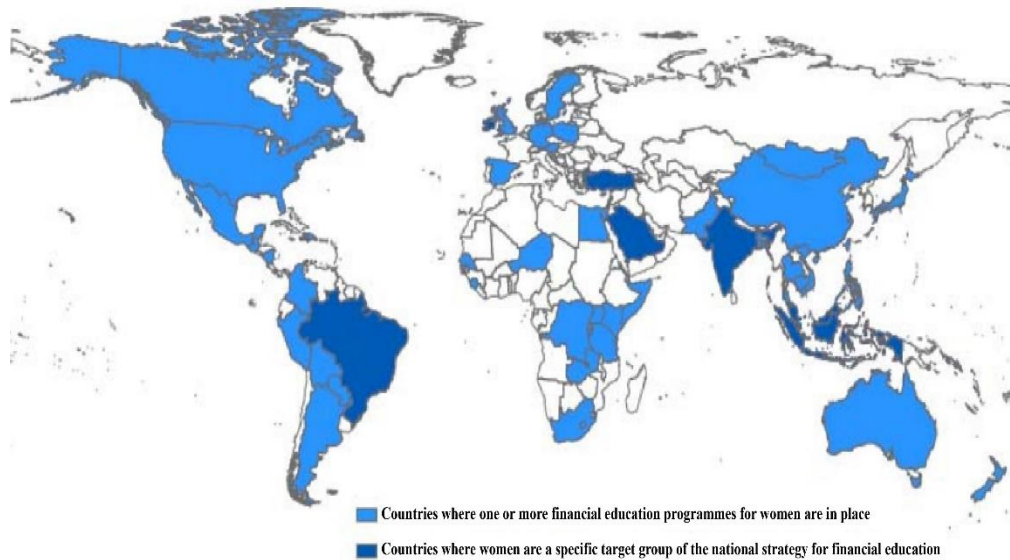 Countries where one or more financial education programmes for women are in place
Countries where women are a specific target group of the national strategy for financial education